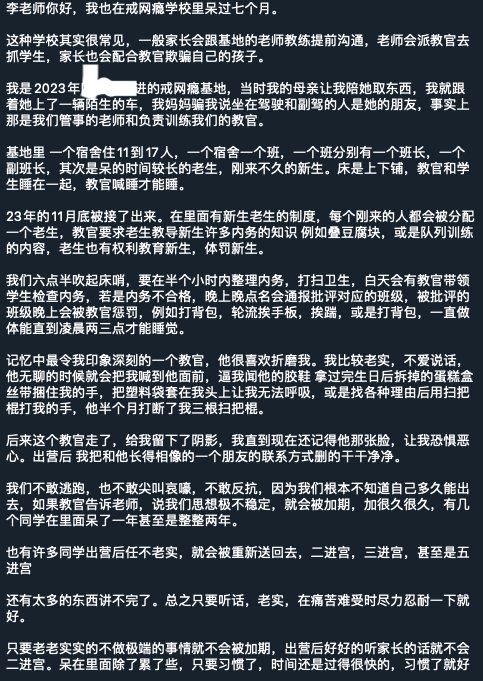 李老师你好，我也在戒网瘾学校里呆过七个月。
这种学校其实很常见，一般家长会跟基地的老师教练提前沟通，老师会派教官去
抓学生，家长也会配合教官欺骗自己的孩子。
我是2023年
进的戒网瘾基地，当时我的母亲让我陪她取东西，我就跟
着她上了一辆陌生的车，我妈妈骗我说坐在驾驶和副驾的人是她的朋友，事实上
那是我们管事的老师和负责训练我们的教官。
基地里 一个宿舍住11到17人，一个宿舍一个班，一个班分别有一个班长，一个
副班长，其次是呆的时间较长的老生，刚来不久的新生。床是上下铺，教官和学
生睡在一起，教官喊睡才能睡。
23年的11月底被接了出来。在里面有新生老生的制度，每个刚来的人都会被分配
一个老生，教官要求老生教导新生许多内务的知识 例如叠豆腐块，或是队列训练
的内容，老生也有权利教育新生，体罚新生。
我们六点半吹起床哨，要在半个小时内整理内务，打扫卫生，白天会有教官带领
学生检查内务，若是内务不合格，晚上晚点名会通报批评对应的班级，被批评的
班级晚上会被教官惩罚，例如打背包，轮流挨手板，挨踹，或是打背包，一直做
体能直到凌晨两三点才能睡觉。
记忆中最令我印象深刻的一个教官，他很喜欢折磨我。我比较老实，不爱说话，
他无聊的时候就会把我喊到他面前，逼我闻他的胶鞋 拿过完生日后拆掉的蛋糕盒
丝带捆住我的手，把塑料袋套在我头上让我无法呼吸，或是找各种理由后用扫把
棍打我的手，他半个月打断了我三根扫把棍。
后来这个教官走了，给我留下了阴影，我直到现在还记得他那张脸，让我恐惧恶
心。出营后 我把和他长得相像的一个朋友的联系方式删的干干净净。
我们不敢逃跑，也不敢尖叫哀嚎，不敢反抗，因为我们根本不知道自己多久能出
去，如果教官告诉老师，说我们思想极不稳定，就会被加期，加很久很久，有几
个同学在里面呆了一年甚至是整整两年。
也有许多同学出营后任不老实，就会被重新送回去，二进宫，三进宫，甚至是五
进宫
还有太多的东西讲不完了。总之只要听话，老实，在痛苦难受时尽力忍耐一下就
好。
只要老老实实的不做极端的事情就不会被加期，出营后好好的听家长的话就不会
二进宫。呆在里面除了累了些，只要习惯了，时间还是过得很快的，习惯了就好